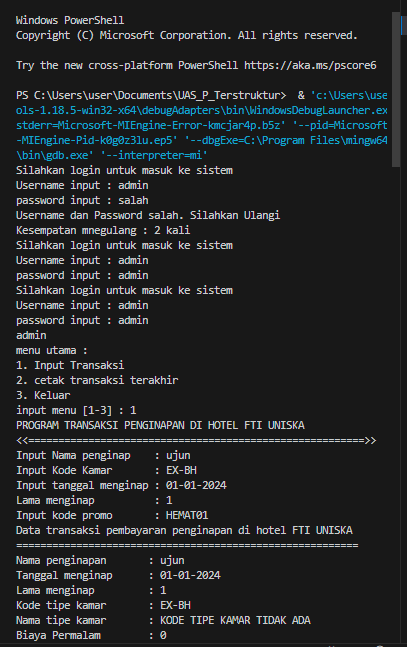 Windows PowerShell
Copyright (C) Microsoft Corporation. All rights reserved.
Try the new cross-platform PowerShell https://aka.ms/pscore6
PS C:\Users\user\Documents\UAS_P_Terstruktur>  & 'c:\Users\use
ols-1.18.5-win32-x64\debugAdapters\bin\WindowsDebugLauncher.ex
stderr=Microsoft-MIEngine-Error-kmcjar4p.b5z' '--pid=Microsoft
-MIEngine-Pid-k0g0z3lu.ep5' '--dbgExe=C:\Program Files\mingw64
\bin\gdb.exe' '--interpreter=mi'
Silahkan login untuk masuk ke sistem
Username input : admin
password input : salah
Username dan Password salah. Silahkan Ulangi
Kesempatan mnegulang : 2 kali
Silahkan login untuk masuk ke sistem
Username input : admin
password input : admin
Silahkan login untuk masuk ke sistem
Username input : admin
password input : admin
admin
menu utama :
1. Input Transaksi
2. cetak transaksi terakhir
3. Keluar
input menu [1-3] : 1
PROGRAM TRANSAKSI PENGINAPAN DI HOTEL FTI UNISKA
<<========================================================>>
Input Nama penginap    : ujun
Input Kode Kamar       : EX-BH
Input tanggal menginap : 01-01-2024
Lama menginap          : 1
Input kode promo       : HEMAT01
Data transaksi pembayaran penginapan di hotel FTI UNISKA
=========================================================
Nama penginapan       : ujun
Tanggal menginap      : 01-01-2024
Lama menginap         : 1
Kode tipe kamar       : EX-BH
Nama tipe kamar       : KODE TIPE KAMAR TIDAK ADA
Biaya Permalam        : 0